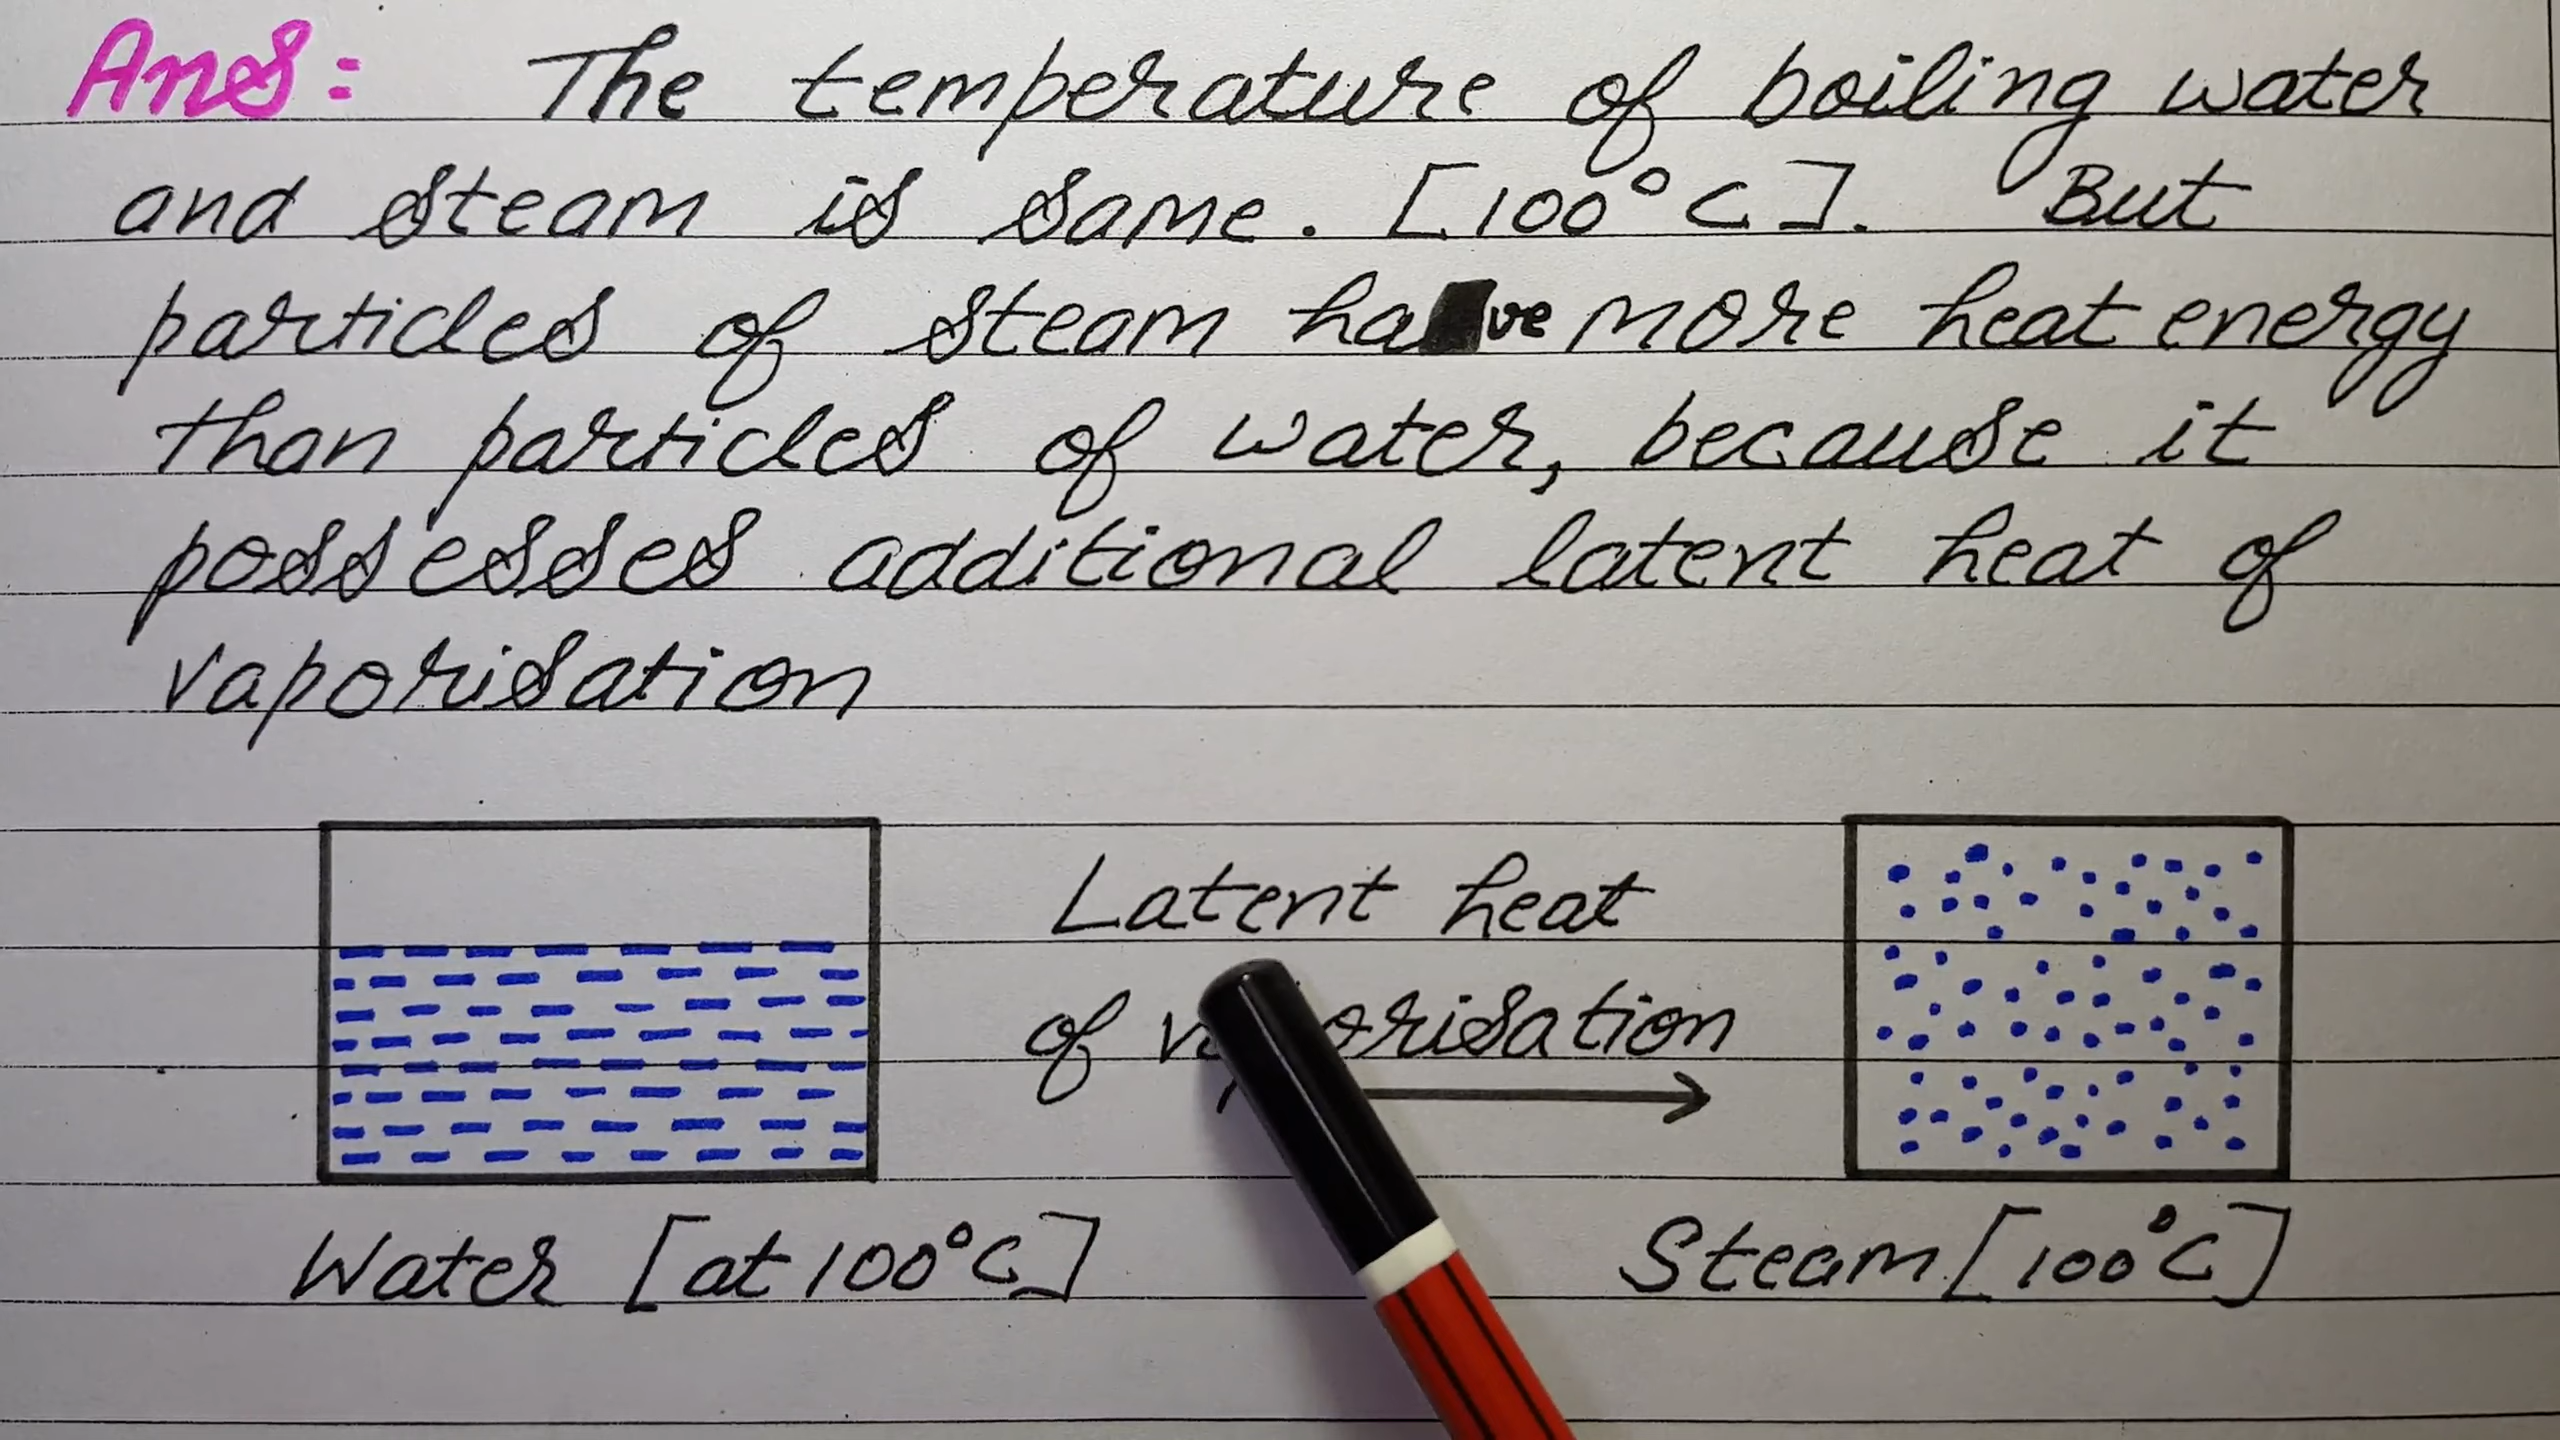 Ans: The temperature of boiling water
and steam is same. [100°C]. But
particles of steam have more heat energy
than particles of water, because it
possesses additional latent heat of
vaporisation
Latent heat
of
Water [at 100°C]
Steam [100°C]